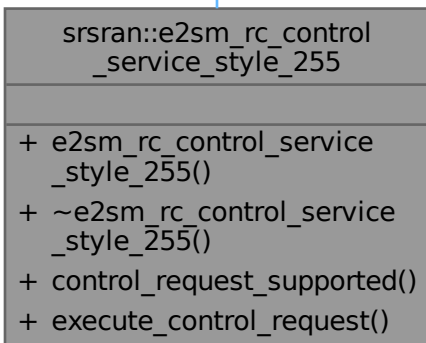 srsran::e2sm_rc_control
_service_style_255
+ e2sm_rc_control_service
_style_255()
+ ~e2sm_rc_control_service
_style_255()
+ control_request_supported()
+ execute_control_request()